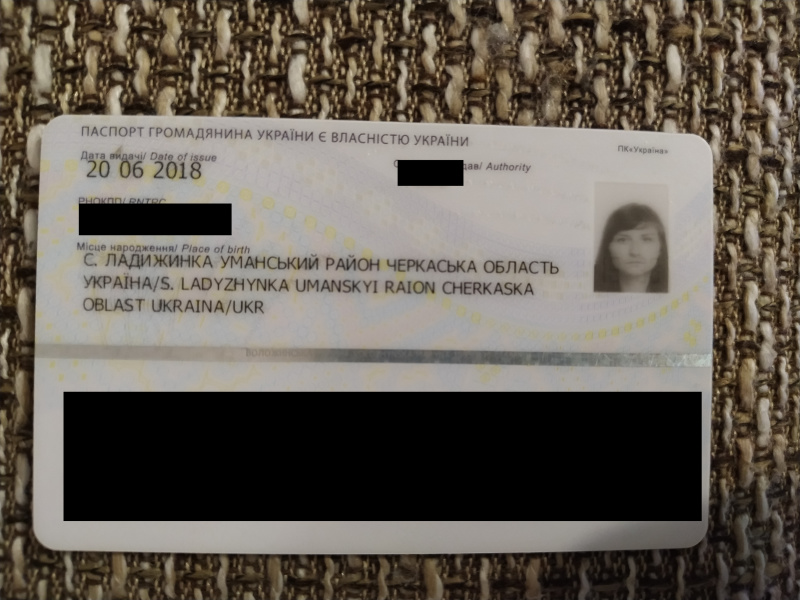 ПАСПОРТ ГРОМАДЯНИНА УКРАЇНИ Є ВЛАСНІСТЮ УКРАЇНИ
ПК«Україна»
Дата видачі/ Date of issue
20 06 2018
Authority
РНОКПП/ RNTRC
Місце народження/ Place of birth
С. ЛАДИЖИНКА УМАНСЬКИЙ РАЙОН ЧЕРКАСЬКА ОБЛАСТЬ
УКРАЇНА/S. LADYZHYNKA UMANSKYI RAION CHERKASKA
OBLAST UKRAINA/UKR